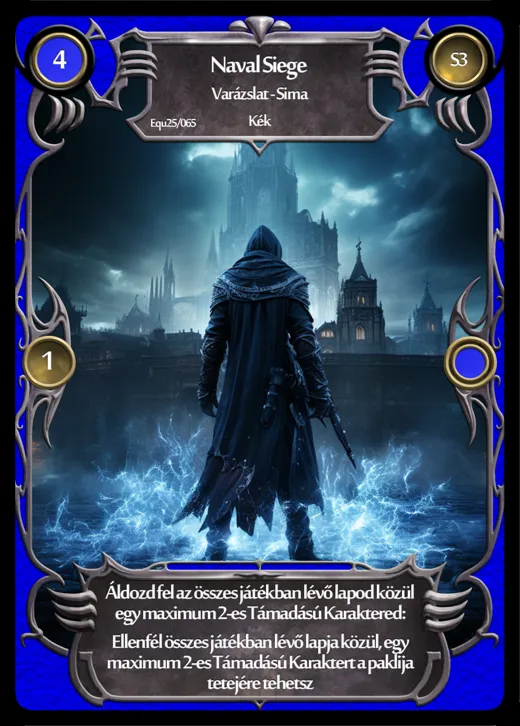 4
S3
Naval Siege
Varázslat - Sima
Equ25/065
Kék
1
Áldozd fel az összes játékban lévő lapod közül
egy maximum 2-es Támadású Karaktered:
Ellenfél összes játékban lévő lapja közül, egy
maximum 2-es Támadású Karaktert a paklija
tetejére tehetsz